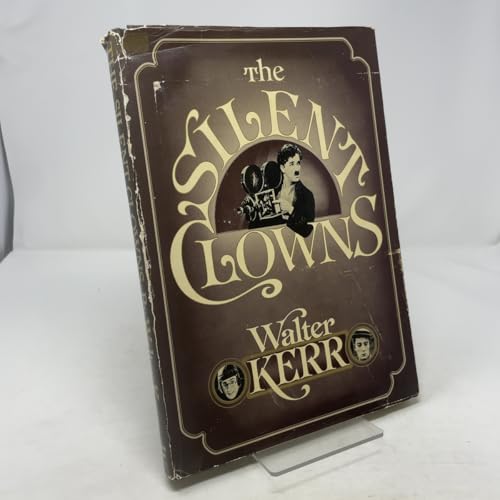 The
SILENT
CLOWNS
Walter
KERR